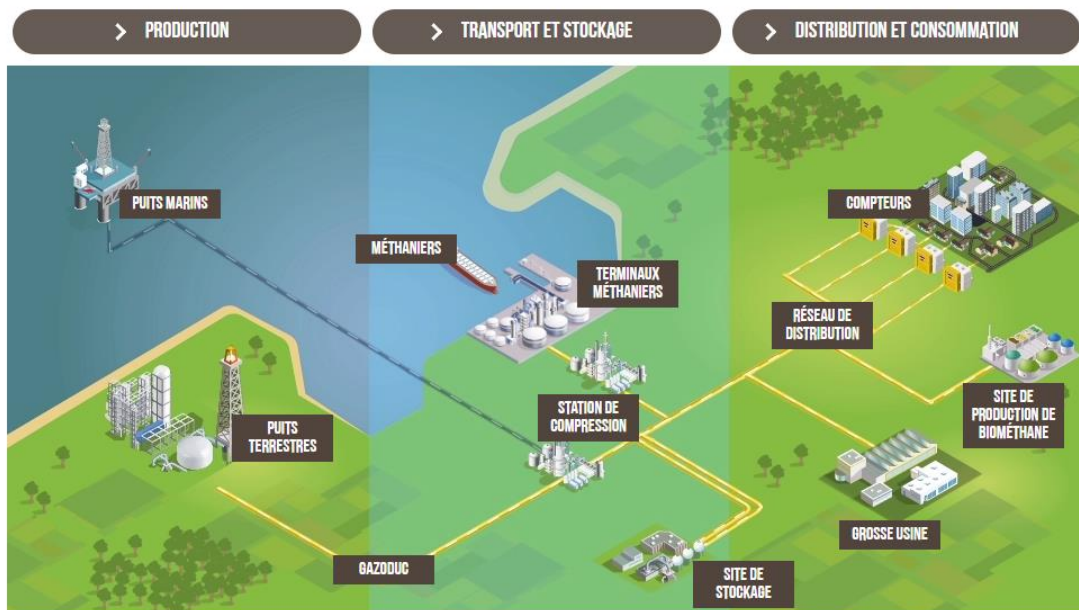 PRODUCTION
TRANSPORT ET STOCKAGE
DISTRIBUTION ET CONSOMMATION
PUITS MARINS
COMPTEURS
MÉTHANIERS
TERMINAUX
MÉTHANIERS
RÉSEAU DE
DISTRIBUTION
STATION DE
COMPRESSION
PUITS
TERRESTRES
SITE DE
PRODUCTION DE
BIOMÉTHANE
GROSSE USINE
GAZODUC
SITE DE
STOCKAGE